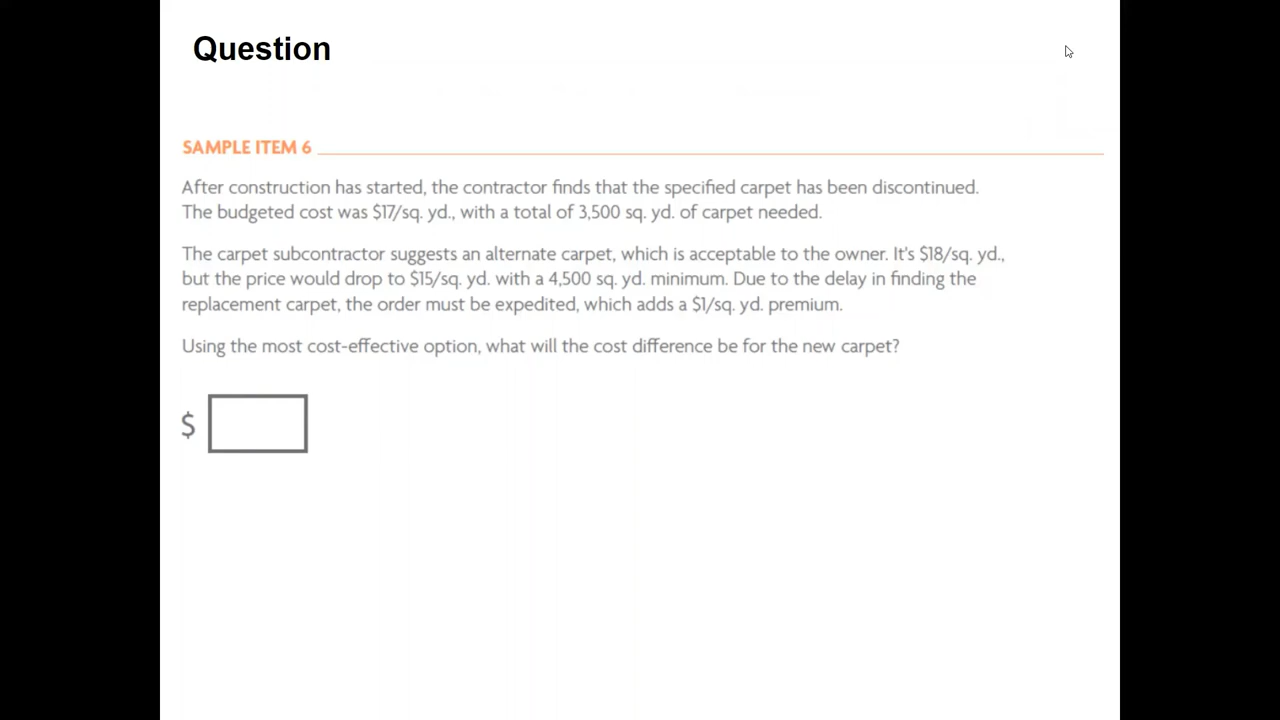 Question
SAMPLE ITEM 6
After construction has started, the contractor finds that the specified carpet has been discontinued.
The budgeted cost was $17/sq. yd., with a total of 3,500 sq. yd. of carpet needed.
The carpet subcontractor suggests an alternate carpet, which is acceptable to the owner. It's $18/sq. yd.,
but the price would drop to $15/sq. yd. with a 4,500 sq. yd. minimum. Due to the delay in finding the
replacement carpet, the order must be expedited, which adds a $1/sq. yd. premium.
Using the most cost-effective option, what will the cost difference be for the new carpet?
$